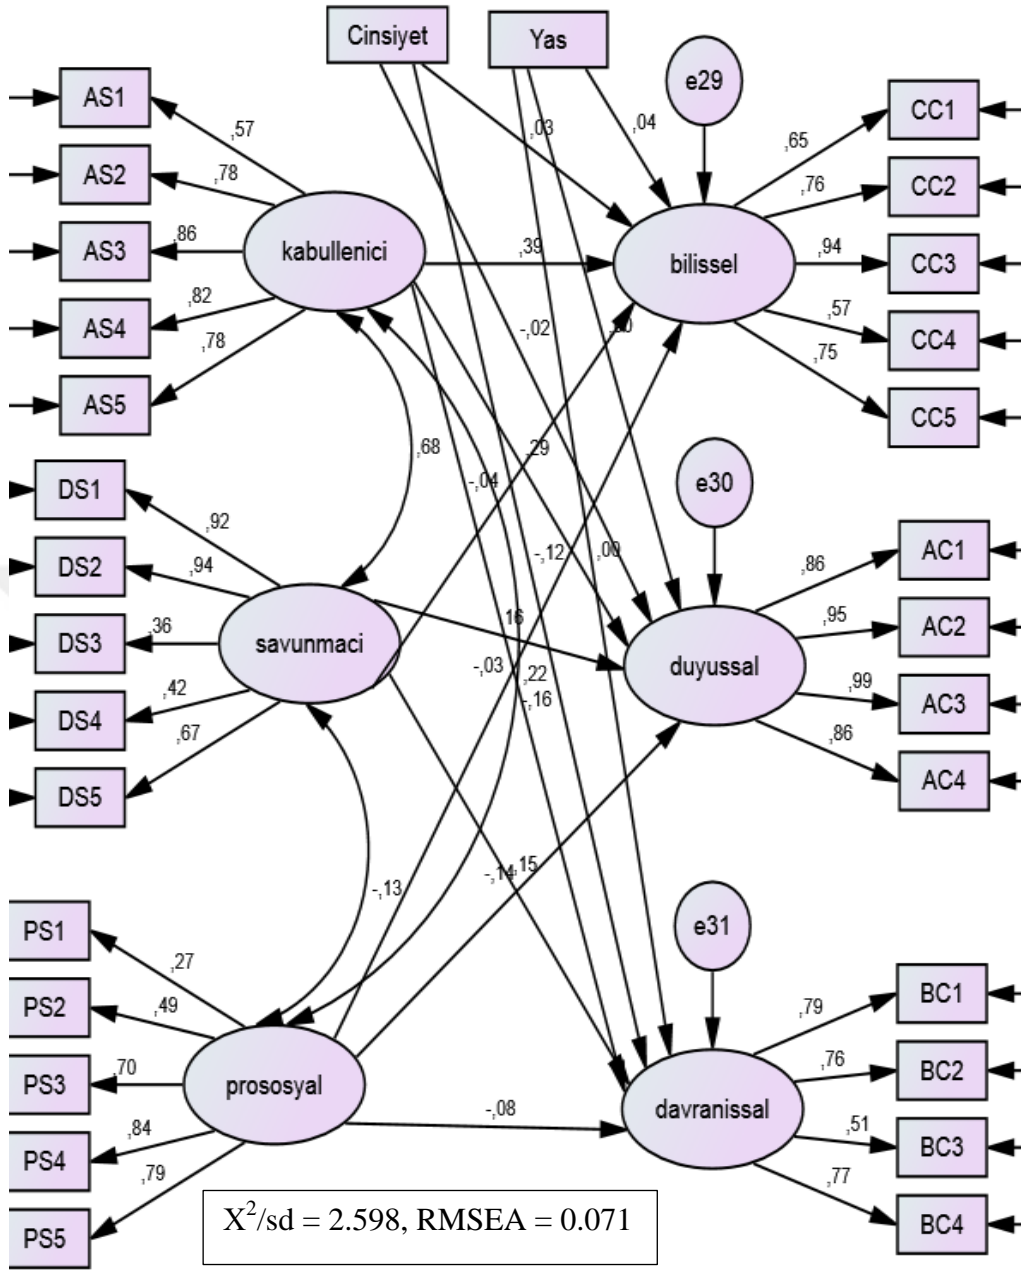 Cinsiyet
Yas
e29
AS1
AS2
AS3
AS4
AS5
,57
,78
,86
,82
,78
kabullenici
,03
,04
,39
bilissel
CC1
CC2
CC3
CC4
CC5
,65
,76
,94
,57
,75
-,02
,68
,29
-,04
-,12
,00
e30
DS1
DS2
DS3
DS4
DS5
,92
,94
,36
,42
,67
savunmaci
-,03
,22
-,16
duyussal
AC1
AC2
AC3
AC4
,86
,95
,99
,86
-,13
-,14
,15
e31
PS1
PS2
PS3
PS4
PS5
,27
,49
,70
,84
,79
prososyal
-,08
davranissal
BC1
BC2
BC3
BC4
,79
,76
,51
,77
X²/sd = 2.598, RMSEA = 0.071